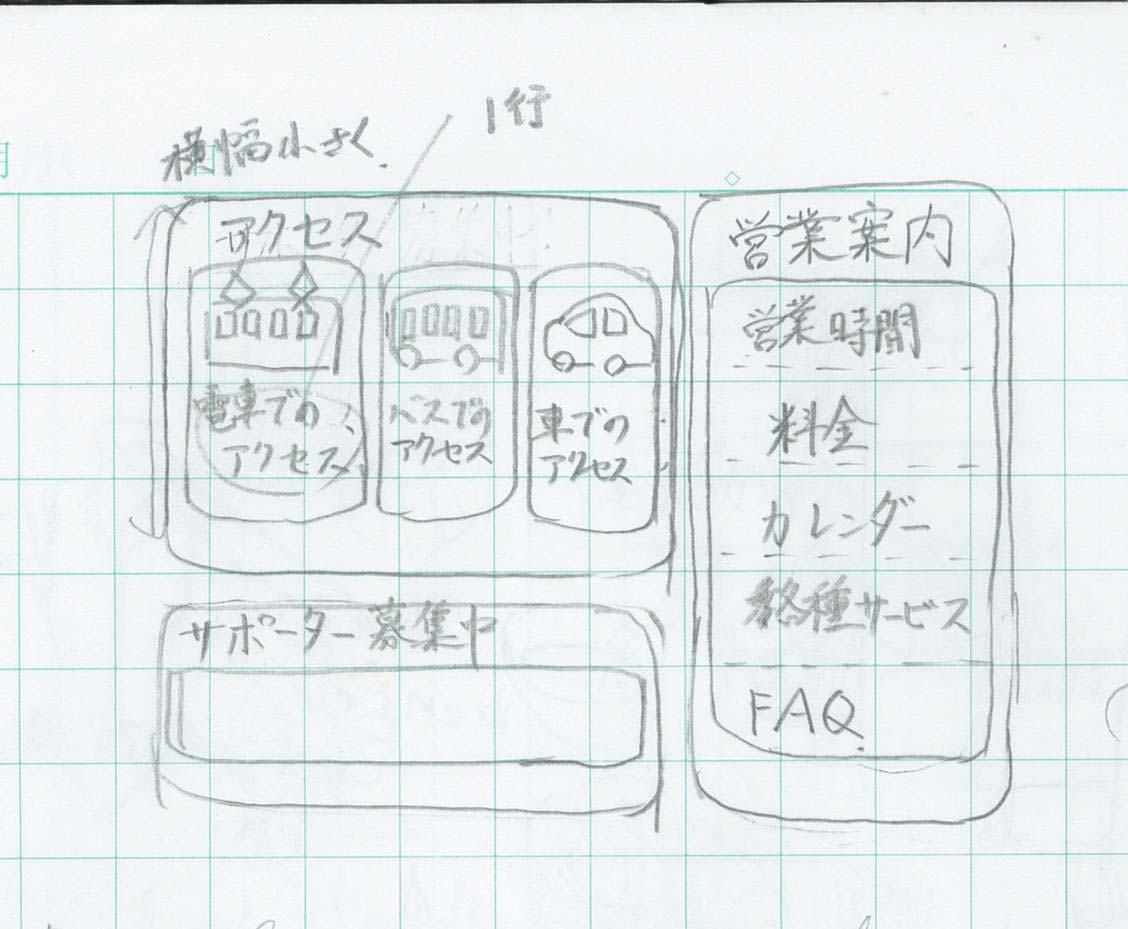 1行
横幅小さく
アクセス
電車での
アクセス
バスでの
アクセス
車での
アクセス
サポーター募集中
営業案内
営業時間
料金
カレンダー
各種サービス
FAQ